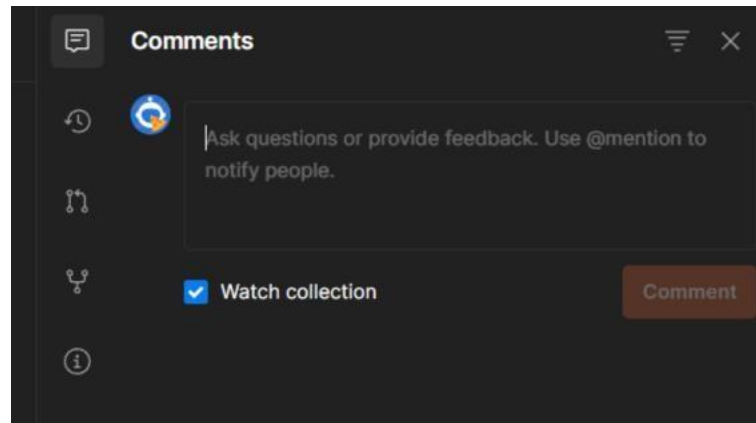 Comments
Ask questions or provide feedback. Use @mention to
notify people.
Watch collection
Comment